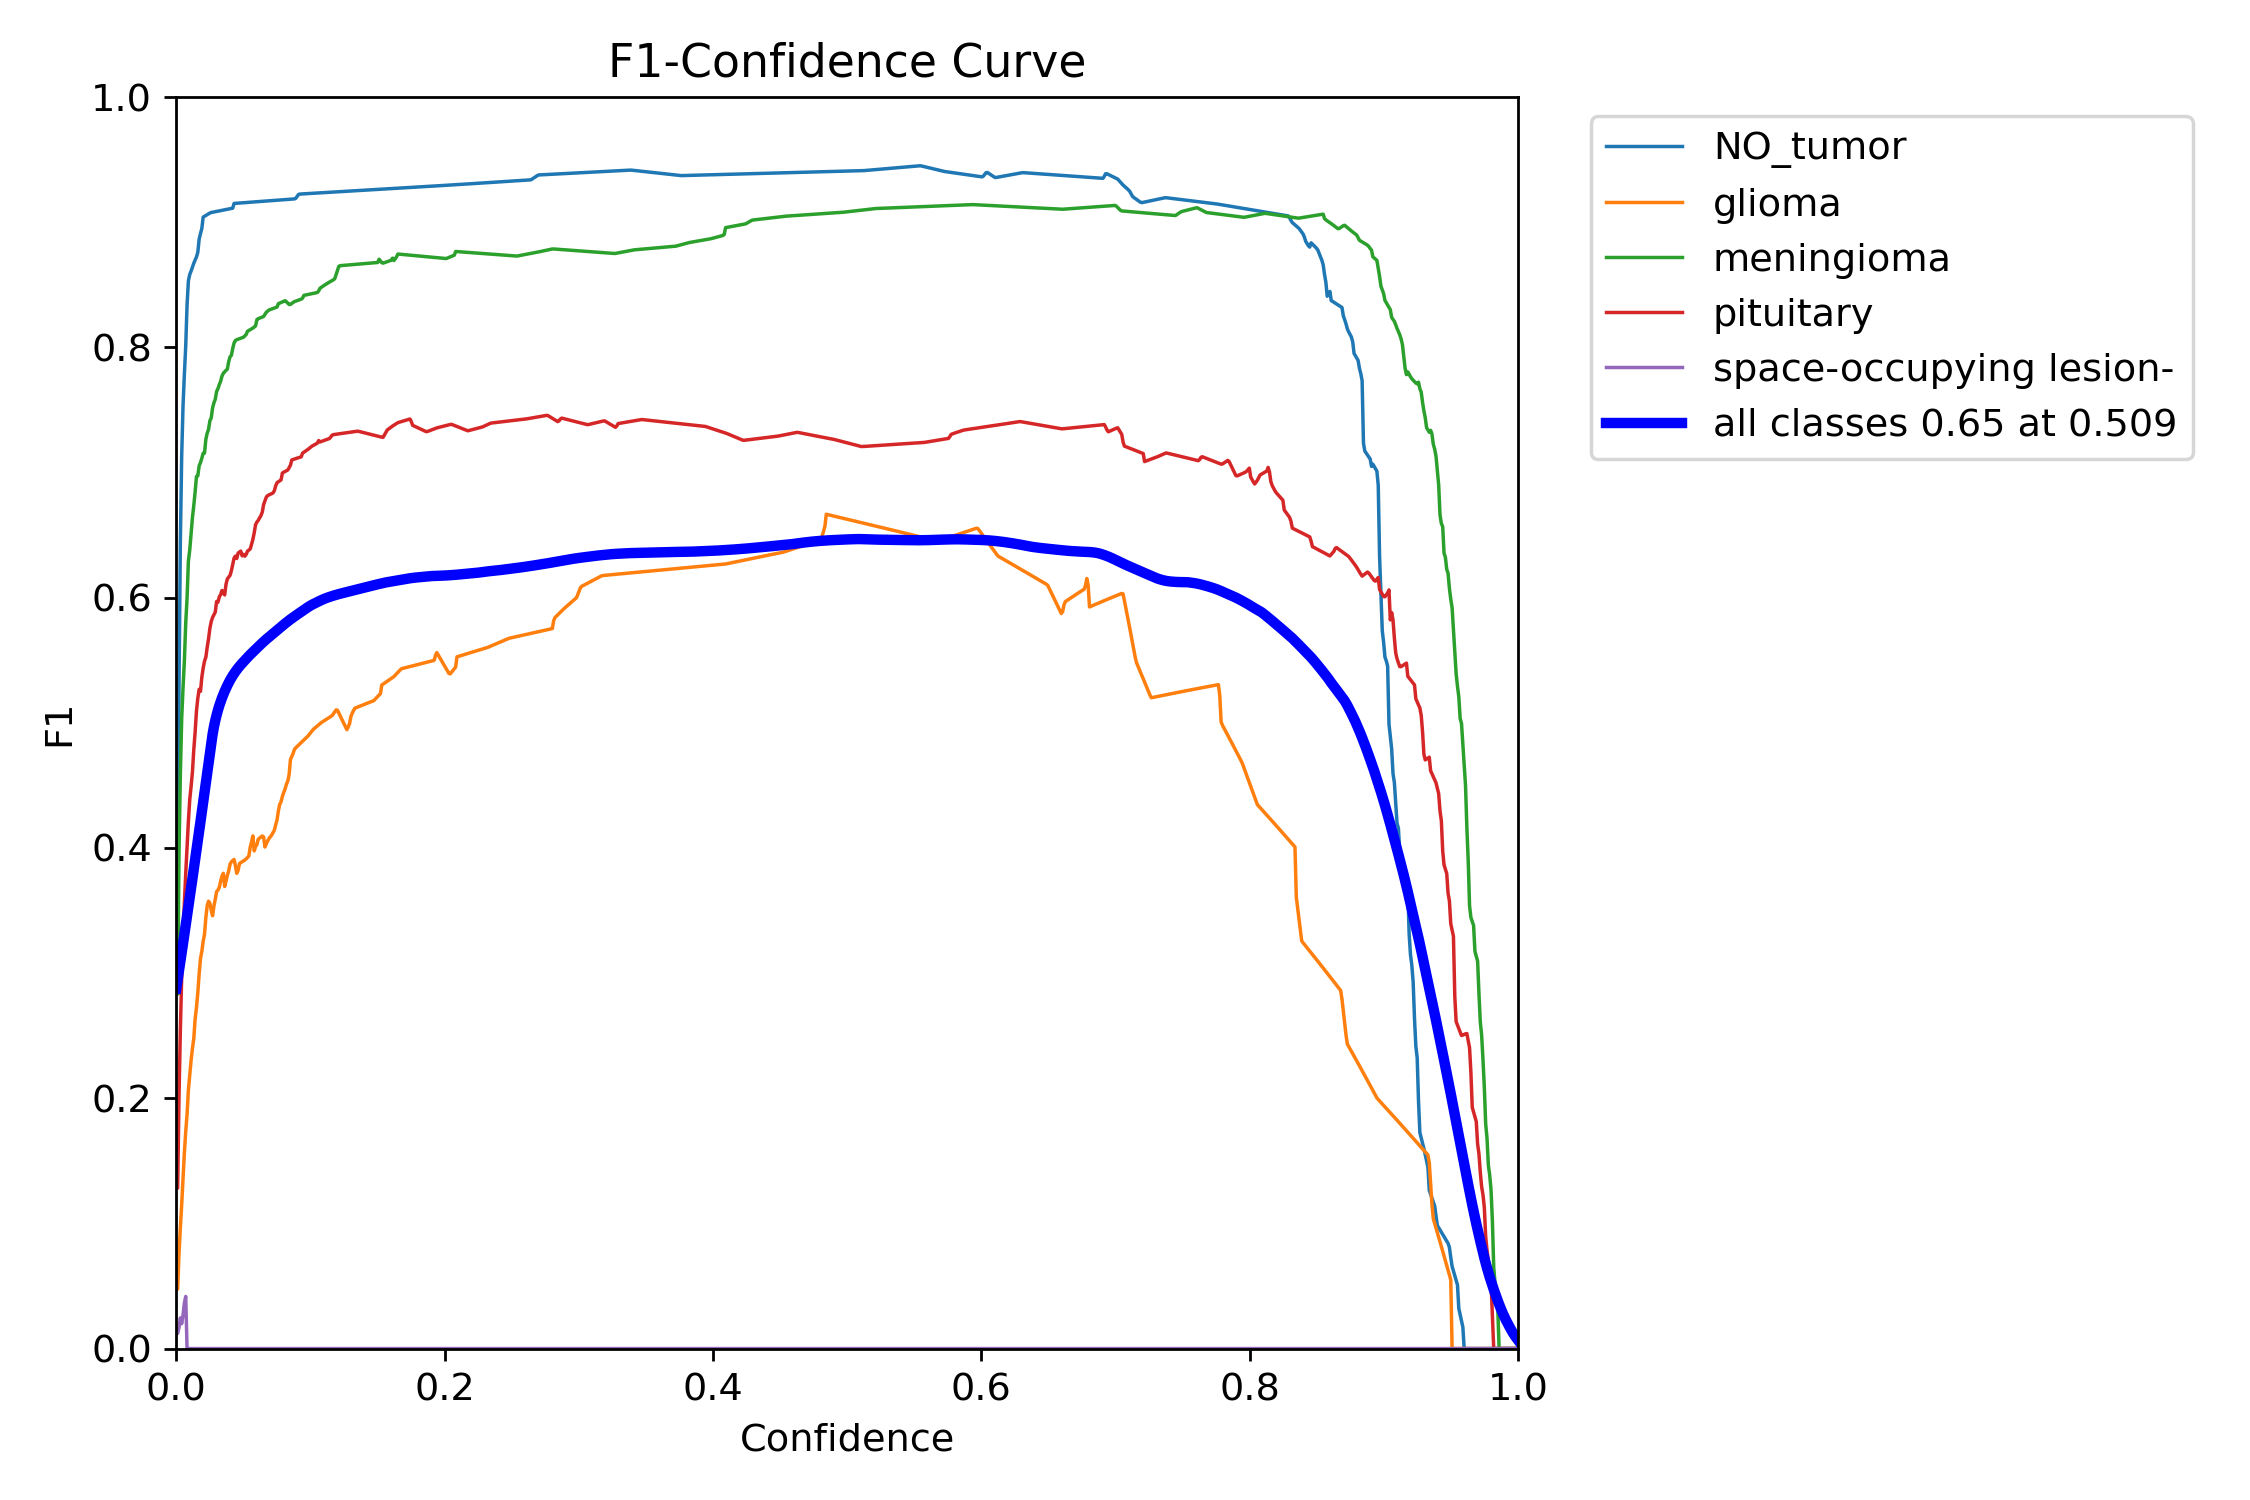 F1-Confidence Curve
1.0
0.8
0.6
0.4
0.2
0.0
F1
0.0 0.2 0.4 0.6 0.8 1.0
Confidence
NO_tumor
glioma
meningioma
pituitary
space-occupying lesion-
all classes 0.65 at 0.509